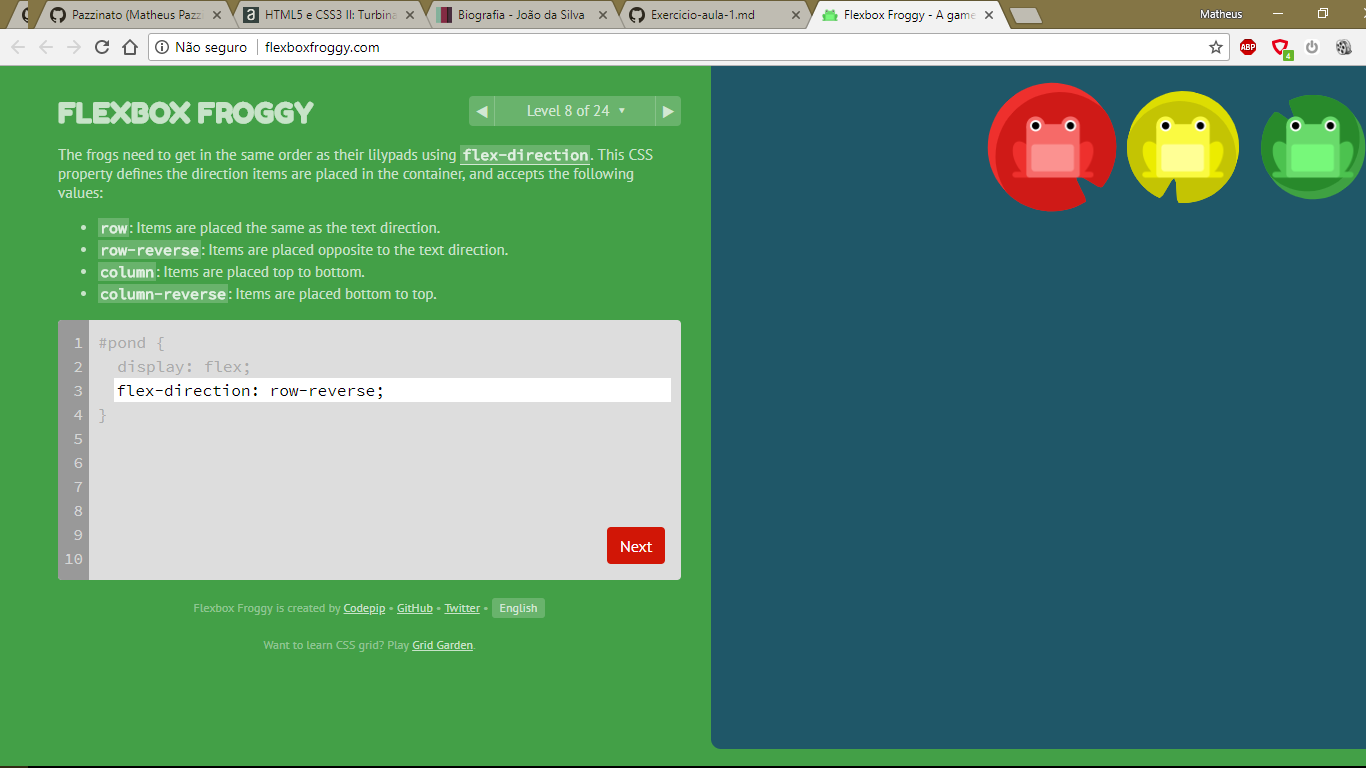 Pazzinato (Matheus Pazz
HTML5 e CSS3 II: Turbina
Biografia - João da Silva
Exercicio-aula-1.md
Flexbox Froggy - A game
Matheus
Não seguro
flexboxfroggy.com
ABP
4
FLEXBOX FROGGY
Level 8 of 24
The frogs need to get in the same order as their lilypads using flex-direction. This CSS
property defines the direction items are placed in the container, and accepts the following
values:
• row: Items are placed the same as the text direction.
• row-reverse: Items are placed opposite to the text direction.
• column: Items are placed top to bottom.
• column-reverse: Items are placed bottom to top.
1 #pond {
2 display: flex;
3 flex-direction: row-reverse;
4 }
5
6
7
8
9
10
Next
Flexbox Froggy is created by Codepip • GitHub • Twitter • English
Want to learn CSS grid? Play Grid Garden.